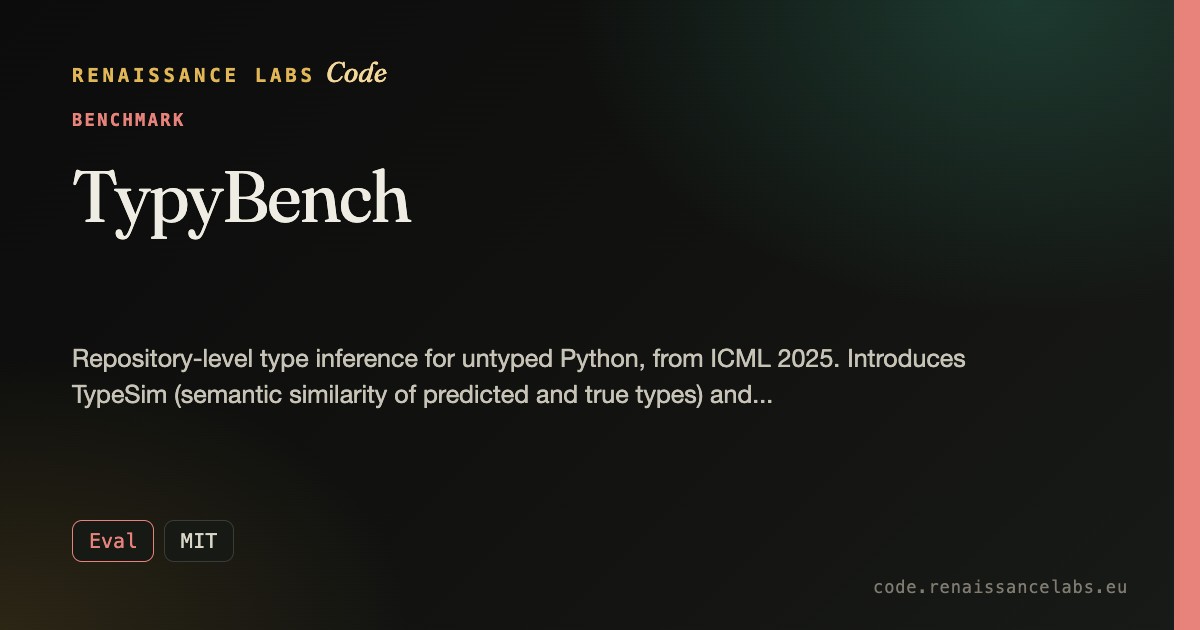 RENAISSANCE LABS Code
BENCHMARK
TypyBench
Repository-level type inference for untyped Python, from ICML 2025. Introduces
TypeSim (semantic similarity of predicted and true types) and...
Eval MIT
code.renaissancelabs.eu